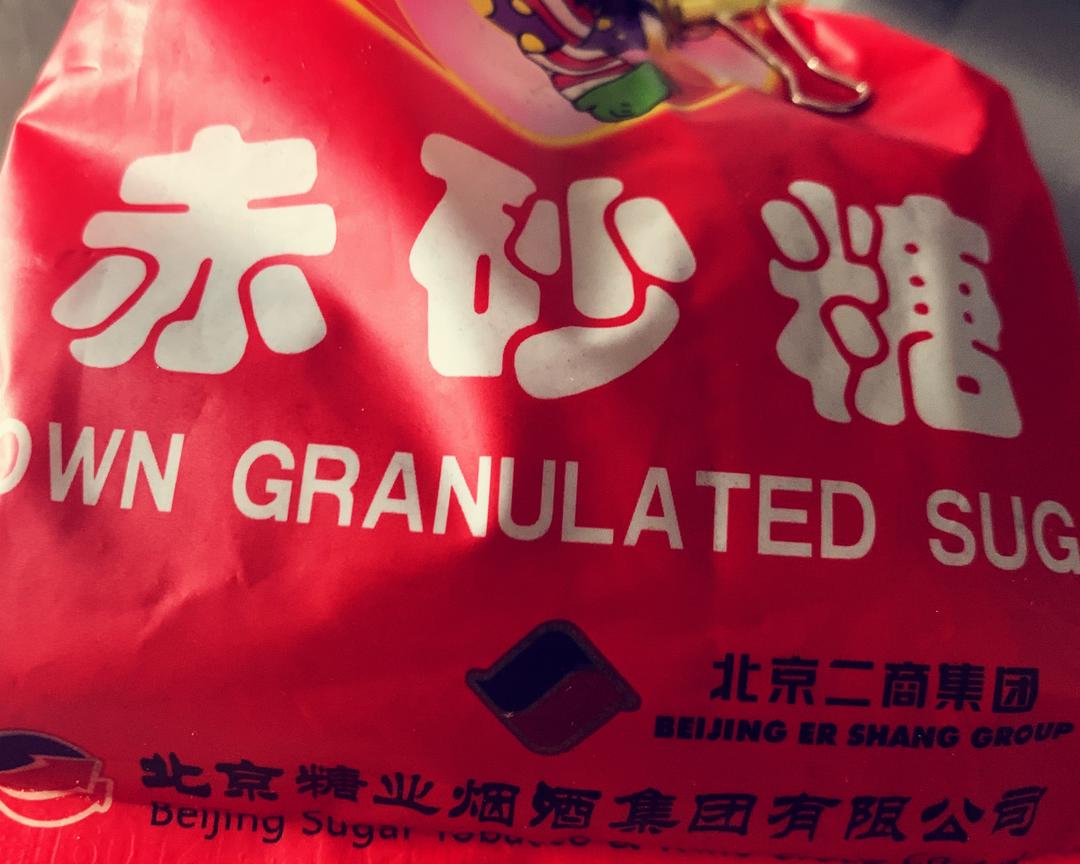 赤砂糖
OWN GRANULATED SUG
北京二商集团
BEIJING ER SHANG GROUP
北京糖业烟酒集团有限公司
Beijing Sugar